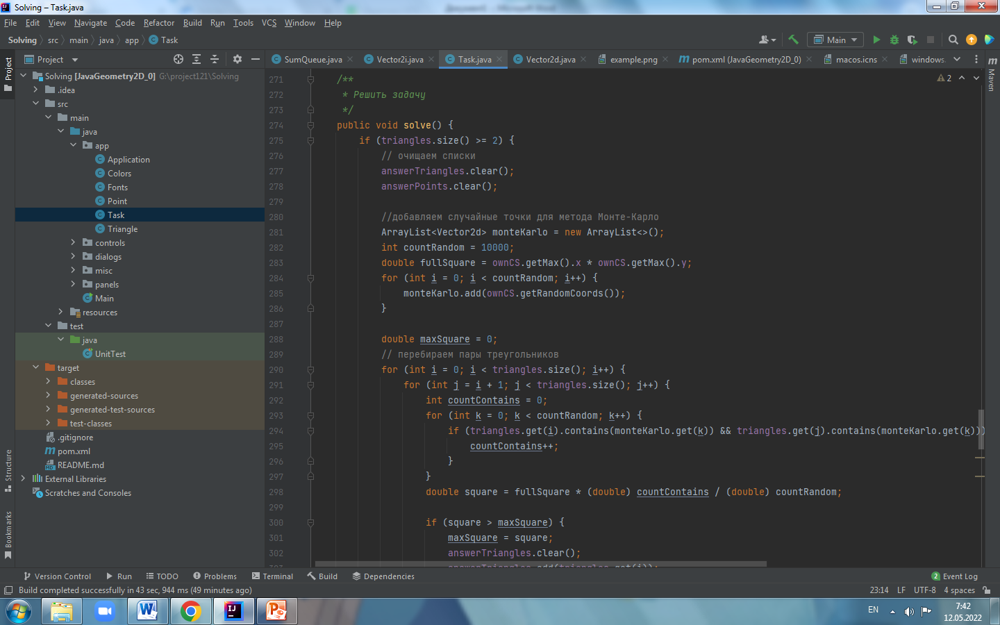 Solving – Task.java
File Edit View Navigate Code Refactor Build Run Tools VCS Window Help
Solving src main java app Task
Main
Project
SumQueue.java Vector2i.java Task.java Vector2d.java example.png pom.xml (JavaGeometry2D_0) macos.icns windows.
Project
Structure
Bookmarks
Maven
Solving [JavaGeometry2D_0] G:\project121\Solving
.idea
src
main
java
app
Application
Colors
Fonts
Point
Task
Triangle
controls
dialogs
misc
panels
Main
resources
test
java
UnitTest
target
classes
generated-sources
generated-test-sources
test-classes
.gitignore
pom.xml
README.md
External Libraries
Scratches and Consoles
2
271 /**
272 * Решить задачу
273 */
274 public void solve() {
275 if (triangles.size() >= 2) {
276 // очищаем списки
277 answerTriangles.clear();
278 answerPoints.clear();
279
280 //добавляем случайные точки для метода Монте-Карло
281 ArrayList<Vector2d> monteKarlo = new ArrayList<>();
282 int countRandom = 10000;
283 double fullSquare = ownCS.getMax().x * ownCS.getMax().y;
284 for (int i = 0; i < countRandom; i++) {
285 monteKarlo.add(ownCS.getRandomCoords());
286 }
287
288 double maxSquare = 0;
289 // перебираем пары треугольников
290 for (int i = 0; i < triangles.size(); i++) {
291 for (int j = i + 1; j < triangles.size(); j++) {
292 int countContains = 0;
293 for (int k = 0; k < countRandom; k++) {
294 if (triangles.get(i).contains(monteKarlo.get(k)) && triangles.get(j).contains(monteKarlo.get(k)))
295 countContains++;
296 }
297 }
298 double square = fullSquare * (double) countContains / (double) countRandom;
299
300 if (square > maxSquare) {
301 maxSquare = square;
302 answerTriangles.clear();
Version Control Run TODO Problems Terminal Build Dependencies 2 Event Log
Build completed successfully in 43 sec, 944 ms (49 minutes ago) 23:14 LF UTF-8 4 spaces
EN 7:42
12.05.2022